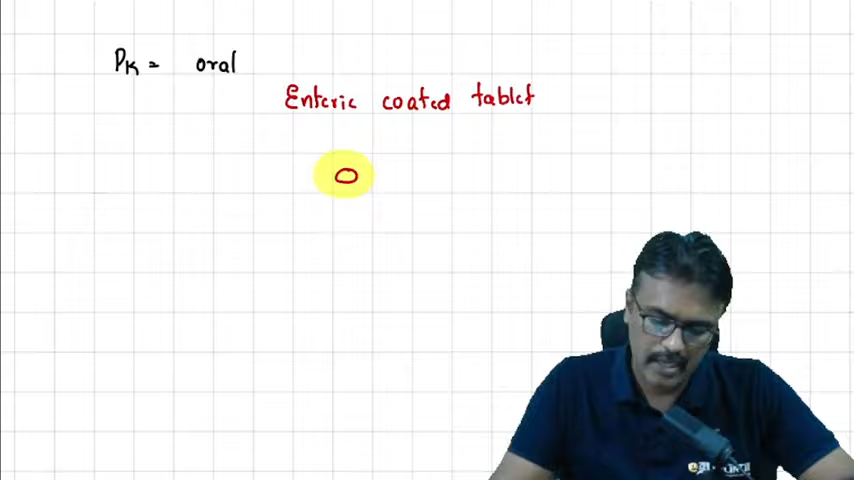 PK = oral
Enteric coated tablet